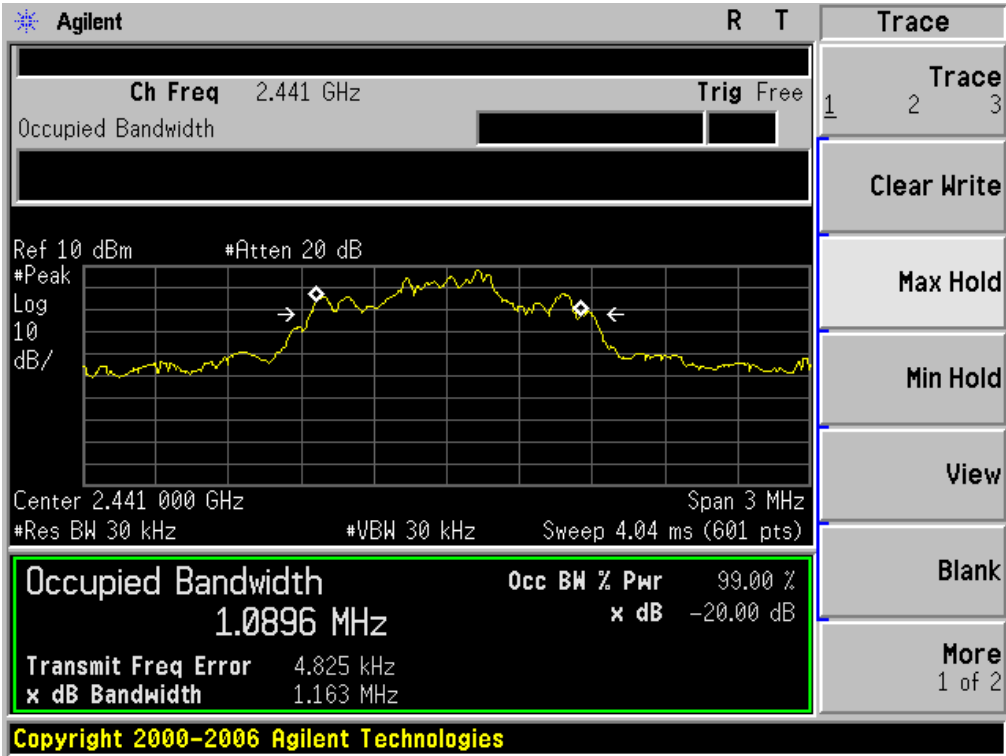 Agilent R T
Trace
Ch Freq 2.441 GHz Trig Free
Occupied Bandwidth
Ref 10 dBm #Atten 20 dB
#Peak
Log
10
dB/
Center 2.441 000 GHz Span 3 MHz
#Res BW 30 kHz #VBW 30 kHz Sweep 4.04 ms (601 pts)
Occupied Bandwidth
1.0896 MHz
Occ BW % Pwr 99.00 %
x dB -20.00 dB
Transmit Freq Error 4.825 kHz
x dB Bandwidth 1.163 MHz
Copyright 2000-2006 Agilent Technologies
Trace
1 2 3
Clear Write
Max Hold
Min Hold
View
Blank
More
1 of 2